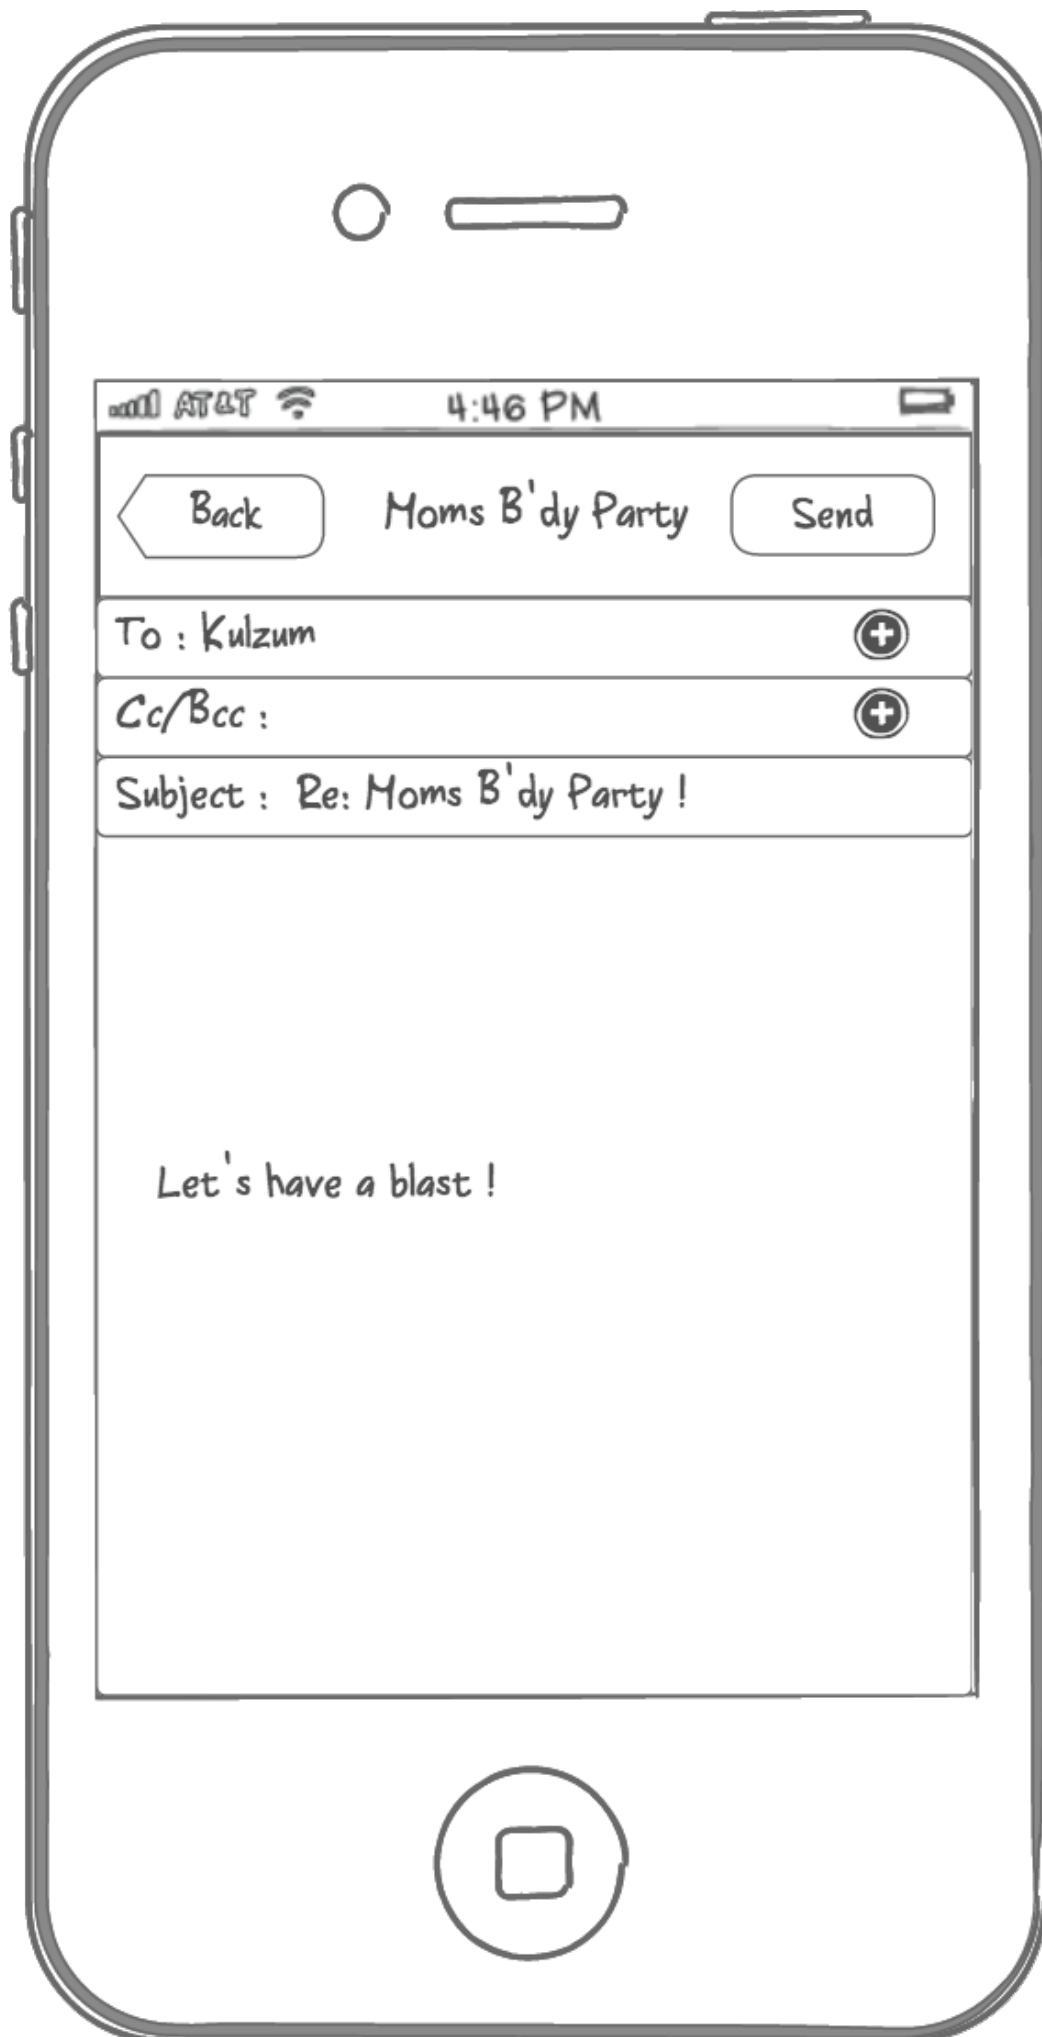 AT&T 4:46 PM
Back Moms B'dy Party Send
To : Kulzum
Cc/Bcc :
Subject : Re: Moms B'dy Party !
Let's have a blast !